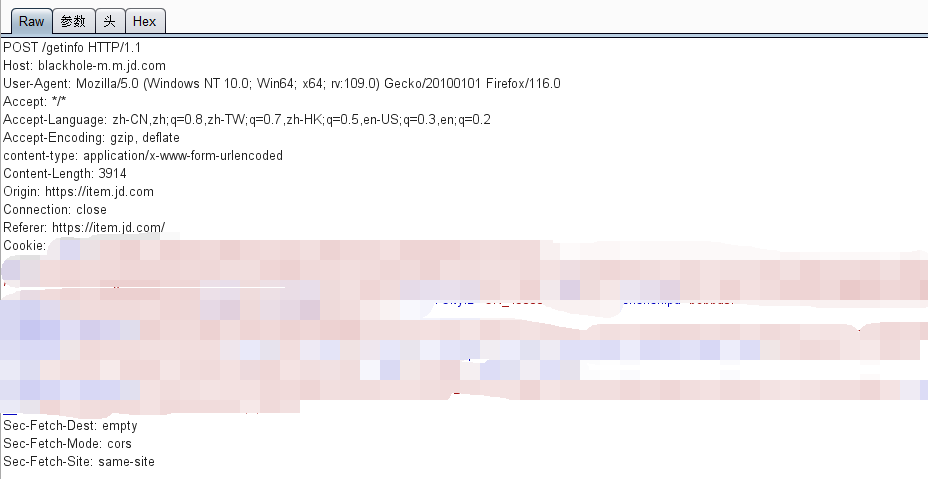 Raw 参数 头 Hex
POST /getinfo HTTP/1.1
Host: blackhole-m.m.jd.com
User-Agent: Mozilla/5.0 (Windows NT 10.0; Win64; x64; rv:109.0) Gecko/20100101 Firefox/116.0
Accept: */*
Accept-Language: zh-CN,zh;q=0.8,zh-TW;q=0.7,zh-HK;q=0.5,en-US;q=0.3,en;q=0.2
Accept-Encoding: gzip, deflate
content-type: application/x-www-form-urlencoded
Content-Length: 3914
Origin: https://item.jd.com
Connection: close
Referer: https://item.jd.com/
Cookie:
Sec-Fetch-Dest: empty
Sec-Fetch-Mode: cors
Sec-Fetch-Site: same-site